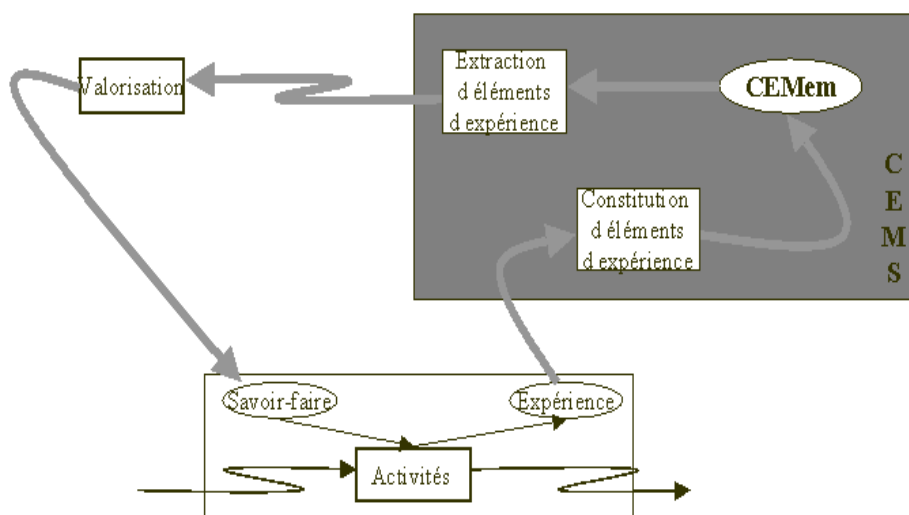 Valorisation
Extraction
d éléments
d expérience
CEMem
C
E
M
S
Constitution
d éléments
d expérience
Savoir-faire
Expérience
Activités